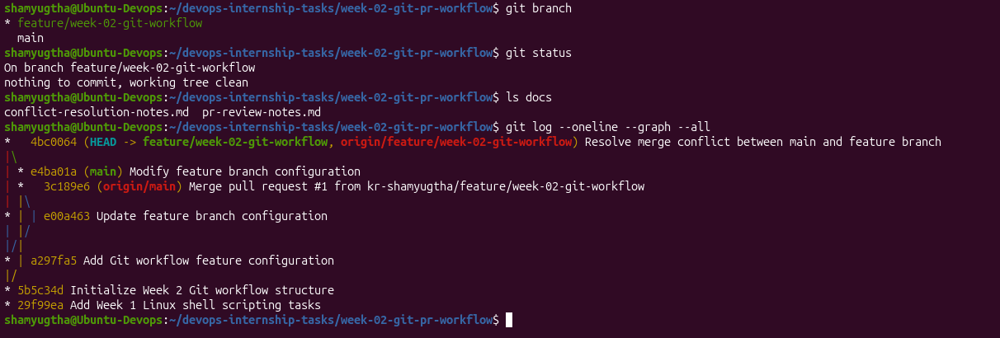 shamyugtha@Ubuntu-Devops:~/devops-internship-tasks/week-02-git-pr-workflow$ git branch
* feature/week-02-git-workflow
  main
shamyugtha@Ubuntu-Devops:~/devops-internship-tasks/week-02-git-pr-workflow$ git status
On branch feature/week-02-git-workflow
nothing to commit, working tree clean
shamyugtha@Ubuntu-Devops:~/devops-internship-tasks/week-02-git-pr-workflow$ ls docs
conflict-resolution-notes.md  pr-review-notes.md
shamyugtha@Ubuntu-Devops:~/devops-internship-tasks/week-02-git-pr-workflow$ git log --oneline --graph --all
*   4bc0064 (HEAD -> feature/week-02-git-workflow, origin/feature/week-02-git-workflow) Resolve merge conflict between main and feature branch
|\
| * e4ba01a (main) Modify feature branch configuration
| *   3c189e6 (origin/main) Merge pull request #1 from kr-shamyugtha/feature/week-02-git-workflow
| |\
* | | e00a463 Update feature branch configuration
| |/
|/|
* | a297fa5 Add Git workflow feature configuration
|/
* 5b5c34d Initialize Week 2 Git workflow structure
* 29f99ea Add Week 1 Linux shell scripting tasks
shamyugtha@Ubuntu-Devops:~/devops-internship-tasks/week-02-git-pr-workflow$